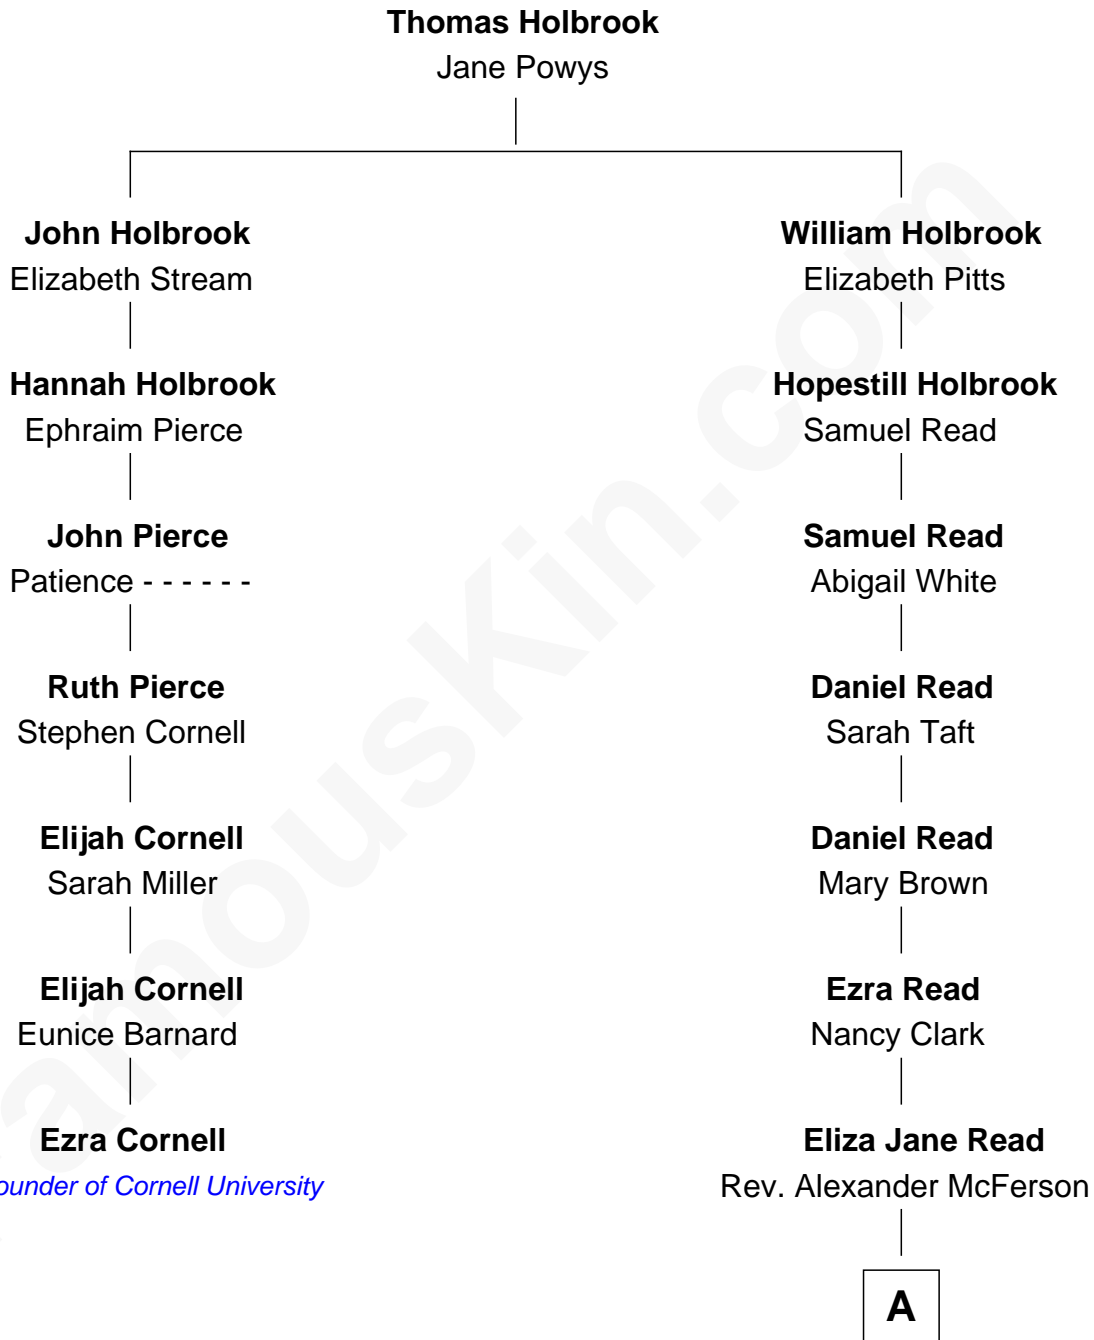 Thomas Holbrook
Jane Powys
John Holbrook
Elizabeth Stream
Hannah Holbrook
Ephraim Pierce
John Pierce
Patience - - - - - -
Ruth Pierce
Stephen Cornell
Elijah Cornell
Sarah Miller
Elijah Cornell
Eunice Barnard
Ezra Cornell
ounder of Cornell University
William Holbrook
Elizabeth Pitts
Hopestill Holbrook
Samuel Read
Samuel Read
Abigail White
Daniel Read
Sarah Taft
Daniel Read
Mary Brown
Ezra Read
Nancy Clark
Eliza Jane Read
Rev. Alexander McFerson
A
amouskin.com